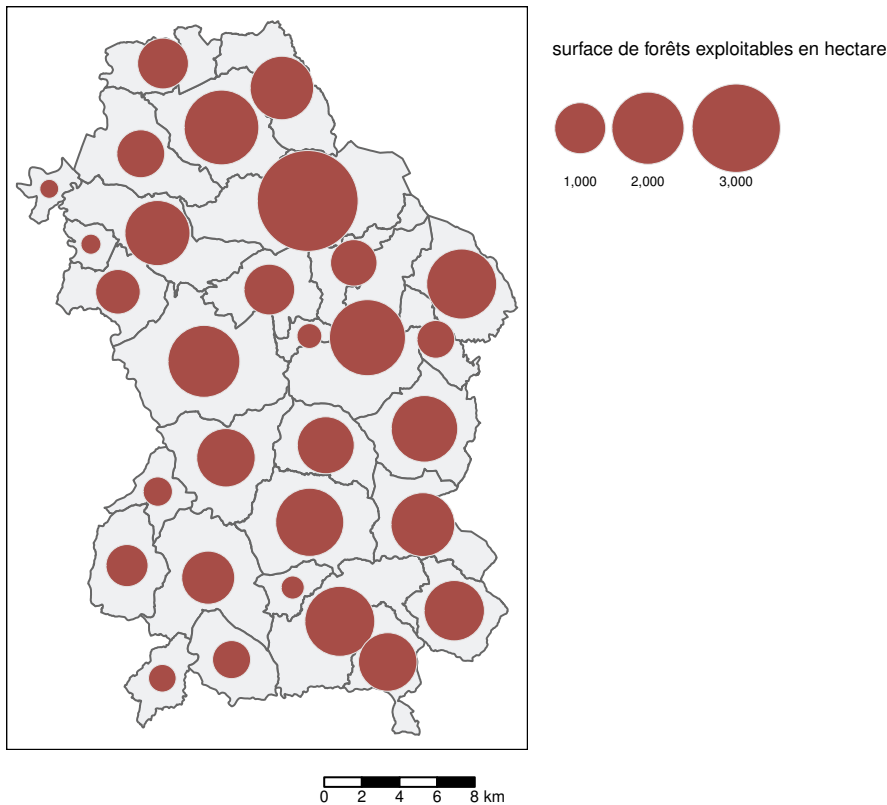 surface de forêts exploitables en hectare
1,000 2,000 3,000
0 2 4 6 8 km